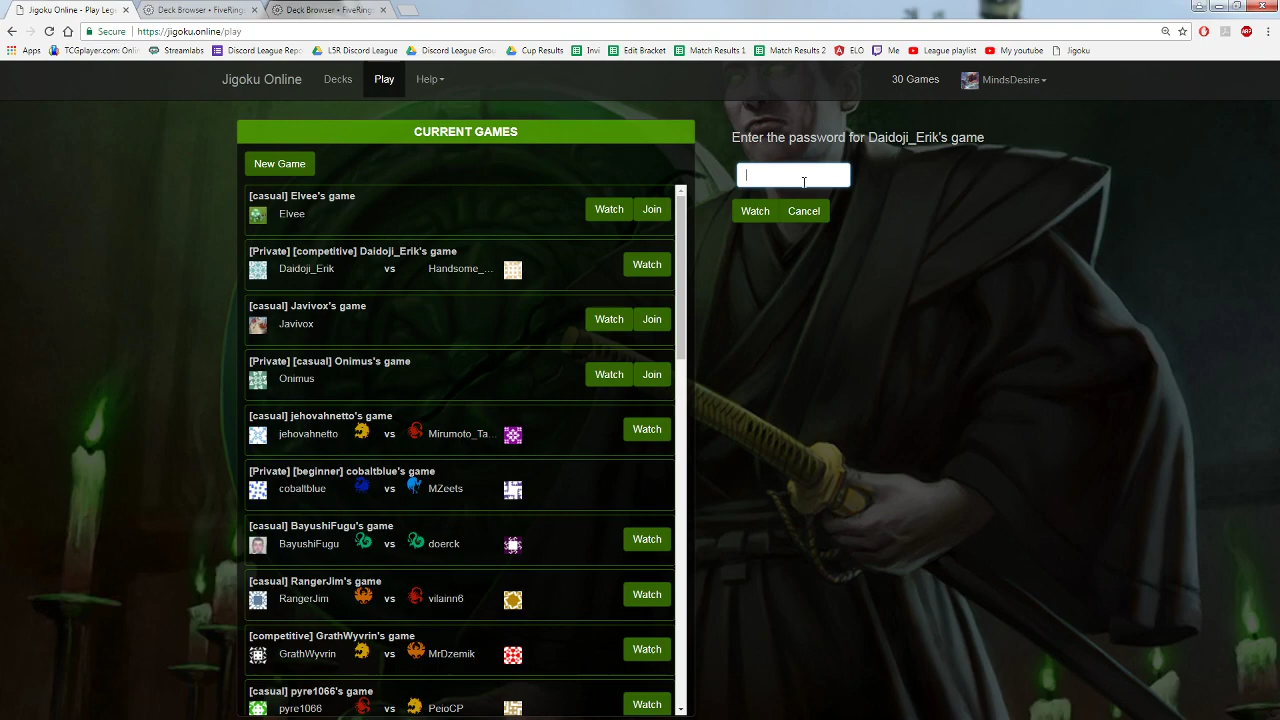 Jigoku Online - Play Leg
Deck Browser - FiveRing
Deck Browser - FiveRing
Secure
https://jigoku.online/play
Apps
TCGplayer.com: Onli
Streamlabs
Discord League Repo
L5R Discord League
Discord League Grou
Cup Results
Invi
Edit Bracket
Match Results 1
Match Results 2
ELO
Me
League playlist
My youtube
Jigoku
Jigoku Online
Decks
Play
Help
30 Games
MindsDesire
CURRENT GAMES
New Game
[casual] Elvee's game
Elvee
Watch Join
[Private] [competitive] Daidoji_Erik's game
Daidoji_Erik vs Handsome_...
Watch
[casual] Javivox's game
Javivox
Watch Join
[Private] [casual] Onimus's game
Onimus
Watch Join
[casual] jehovahnetto's game
jehovahnetto vs Mirumoto_Ta...
Watch
[Private] [beginner] cobaltblue's game
cobaltblue vs MZeets
[casual] BayushiFugu's game
BayushiFugu vs doerck
Watch
[casual] RangerJim's game
RangerJim vs vilainn6
Watch
[competitive] GrathWyvrin's game
GrathWyvrin vs MrDzemik
Watch
[casual] pyre1066's game
pyre1066 vs PeioCP
Watch
Enter the password for Daidoji_Erik's game
Watch Cancel